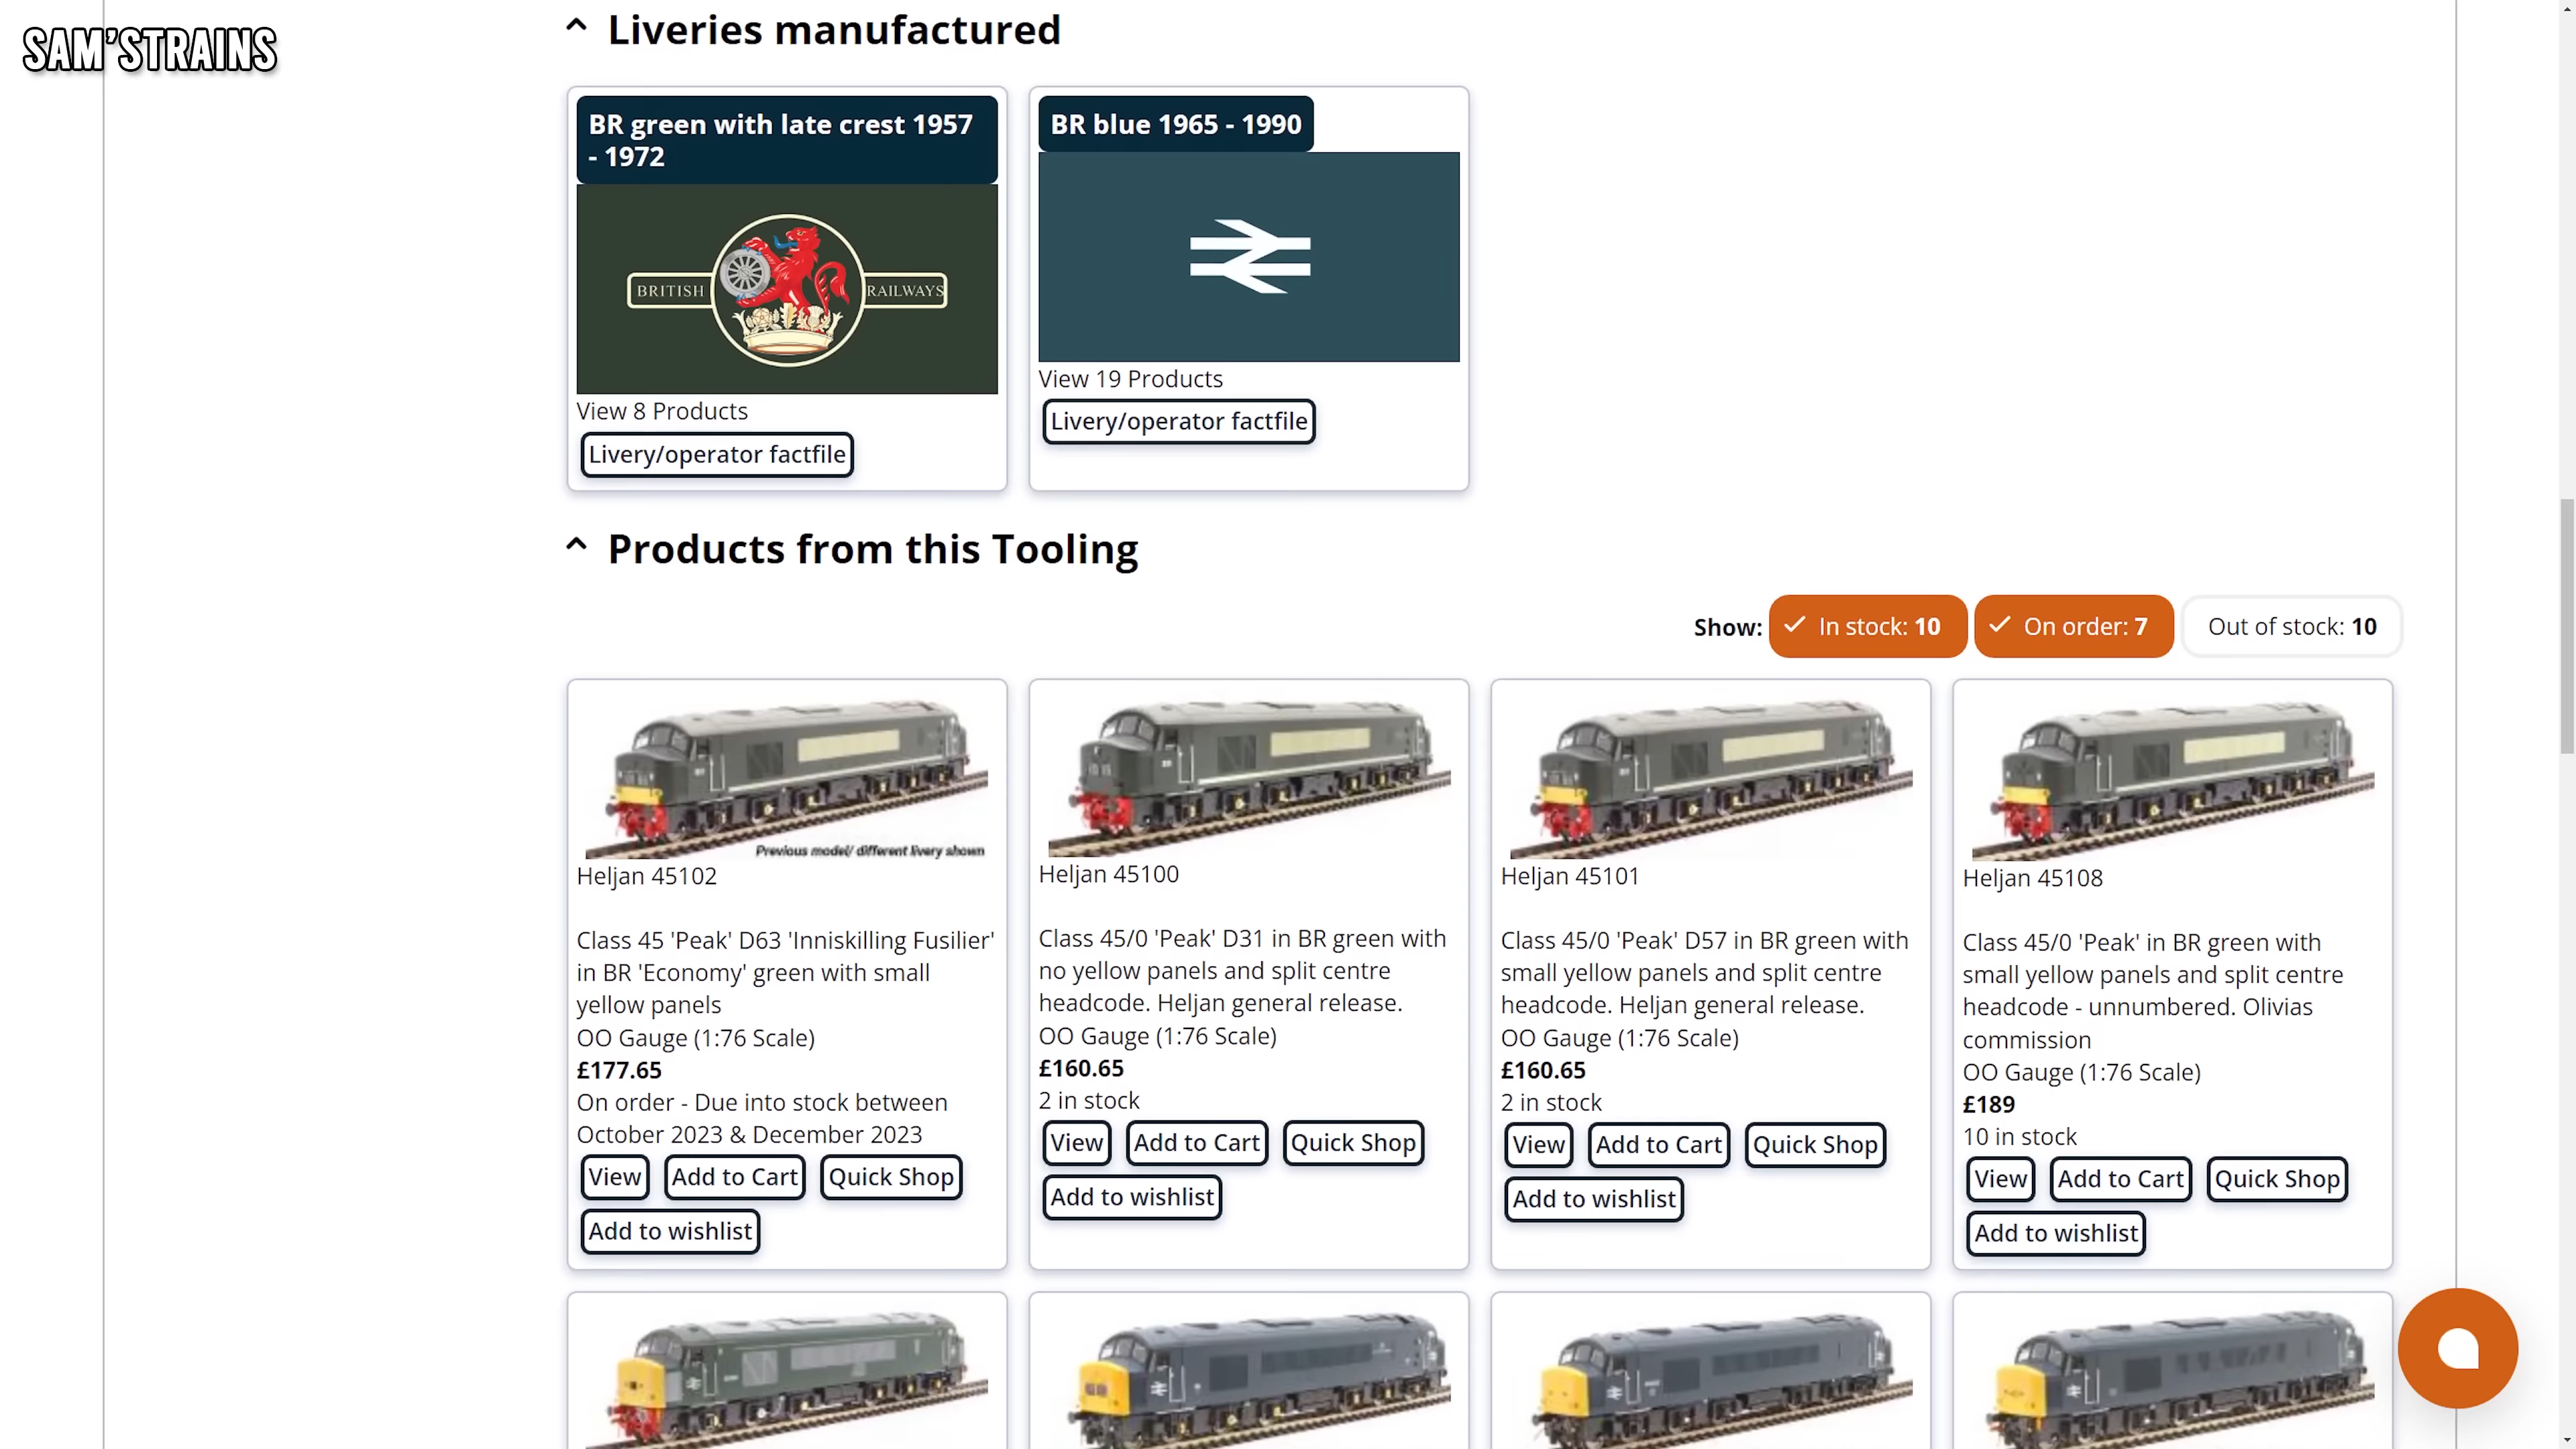 SAM'STRAINS
Liveries manufactured
BR green with late crest 1957
- 1972
BRITISH RAILWAYS
View 8 Products
Livery/operator factfile
BR blue 1965 - 1990
View 19 Products
Livery/operator factfile
Products from this Tooling
Show: In stock: 10 On order: 7 Out of stock: 10
Previous model/ different livery shown
Heljan 45102
Class 45 'Peak' D63 'Inniskilling Fusilier'
in BR 'Economy' green with small
yellow panels
OO Gauge (1:76 Scale)
£177.65
On order - Due into stock between
October 2023 & December 2023
View Add to Cart Quick Shop
Add to wishlist
Heljan 45100
Class 45/0 'Peak' D31 in BR green with
no yellow panels and split centre
headcode. Heljan general release.
OO Gauge (1:76 Scale)
£160.65
2 in stock
View Add to Cart Quick Shop
Add to wishlist
Heljan 45101
Class 45/0 'Peak' D57 in BR green with
small yellow panels and split centre
headcode. Heljan general release.
OO Gauge (1:76 Scale)
£160.65
2 in stock
View Add to Cart Quick Shop
Add to wishlist
Heljan 45108
Class 45/0 'Peak' in BR green with
small yellow panels and split centre
headcode - unnumbered. Olivias
commission
OO Gauge (1:76 Scale)
£189
10 in stock
View Add to Cart Quick Shop
Add to wishlist